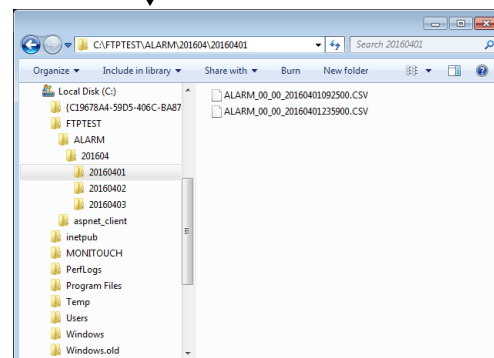 C:\FTPTEST\ALARM\201604\20160401
Search 20160401
Organize
Include in library
Share with
Burn
New folder
Local Disk (C:)
{C19678A4-59D5-406C-BA87
FTPTEST
ALARM
201604
20160401
20160402
20160403
aspnet_client
inetpub
MONITOUCH
PerfLogs
Program Files
Temp
Users
Windows
Windows.old
ALARM_00_00_20160401092500.CSV
ALARM_00_00_20160401235900.CSV